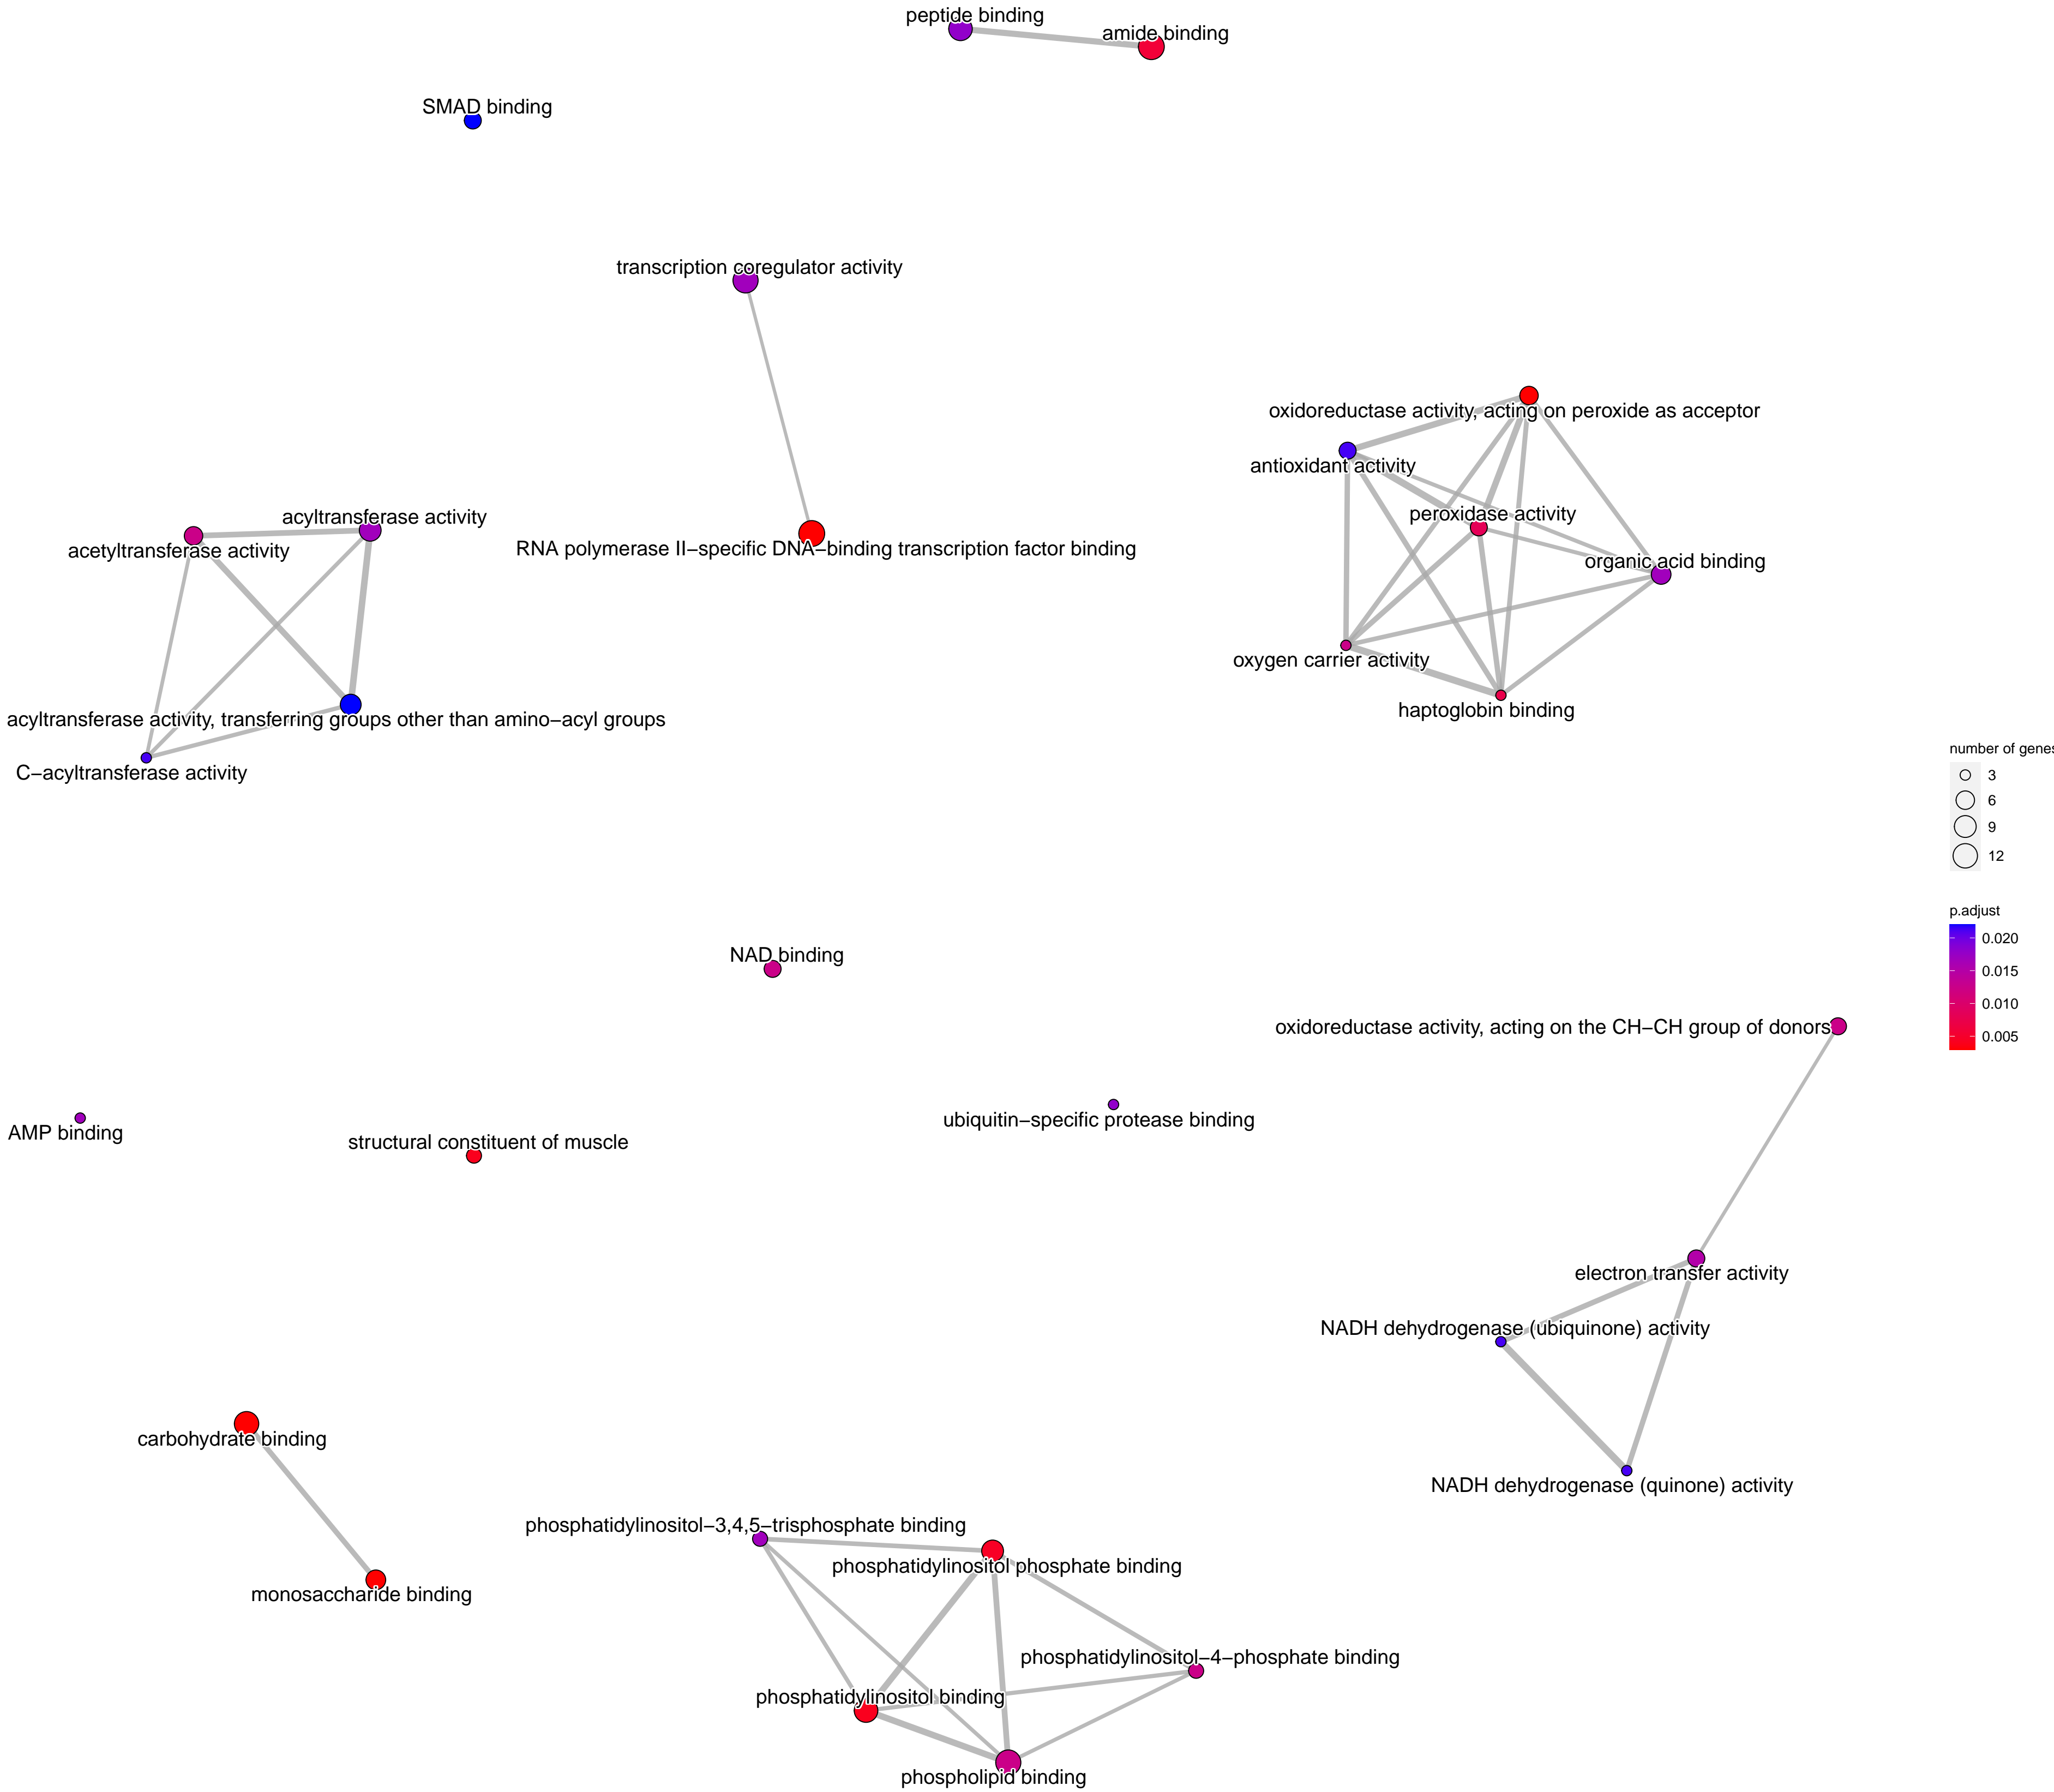 peptide binding
amide binding
SMAD binding
transcription coregulator activity
oxidoreductase activity, acting on peroxide as acceptor
antioxidant activity
peroxidase activity
acyltransferase activity
acetyltransferase activity
RNA polymerase II−specific DNA−binding transcription factor binding
organic acid binding
oxygen carrier activity
haptoglobin binding
acyltransferase activity, transferring groups other than amino−acyl groups
C−acyltransferase activity
number of genes
3
6
9
12
p.adjust
0.020
0.015
0.010
0.005
NAD binding
oxidoreductase activity, acting on the CH−CH group of donors
AMP binding
structural constituent of muscle
ubiquitin−specific protease binding
electron transfer activity
NADH dehydrogenase (ubiquinone) activity
NADH dehydrogenase (quinone) activity
carbohydrate binding
monosaccharide binding
phosphatidylinositol−3,4,5−trisphosphate binding
phosphatidylinositol phosphate binding
phosphatidylinositol−4−phosphate binding
phosphatidylinositol binding
phospholipid binding